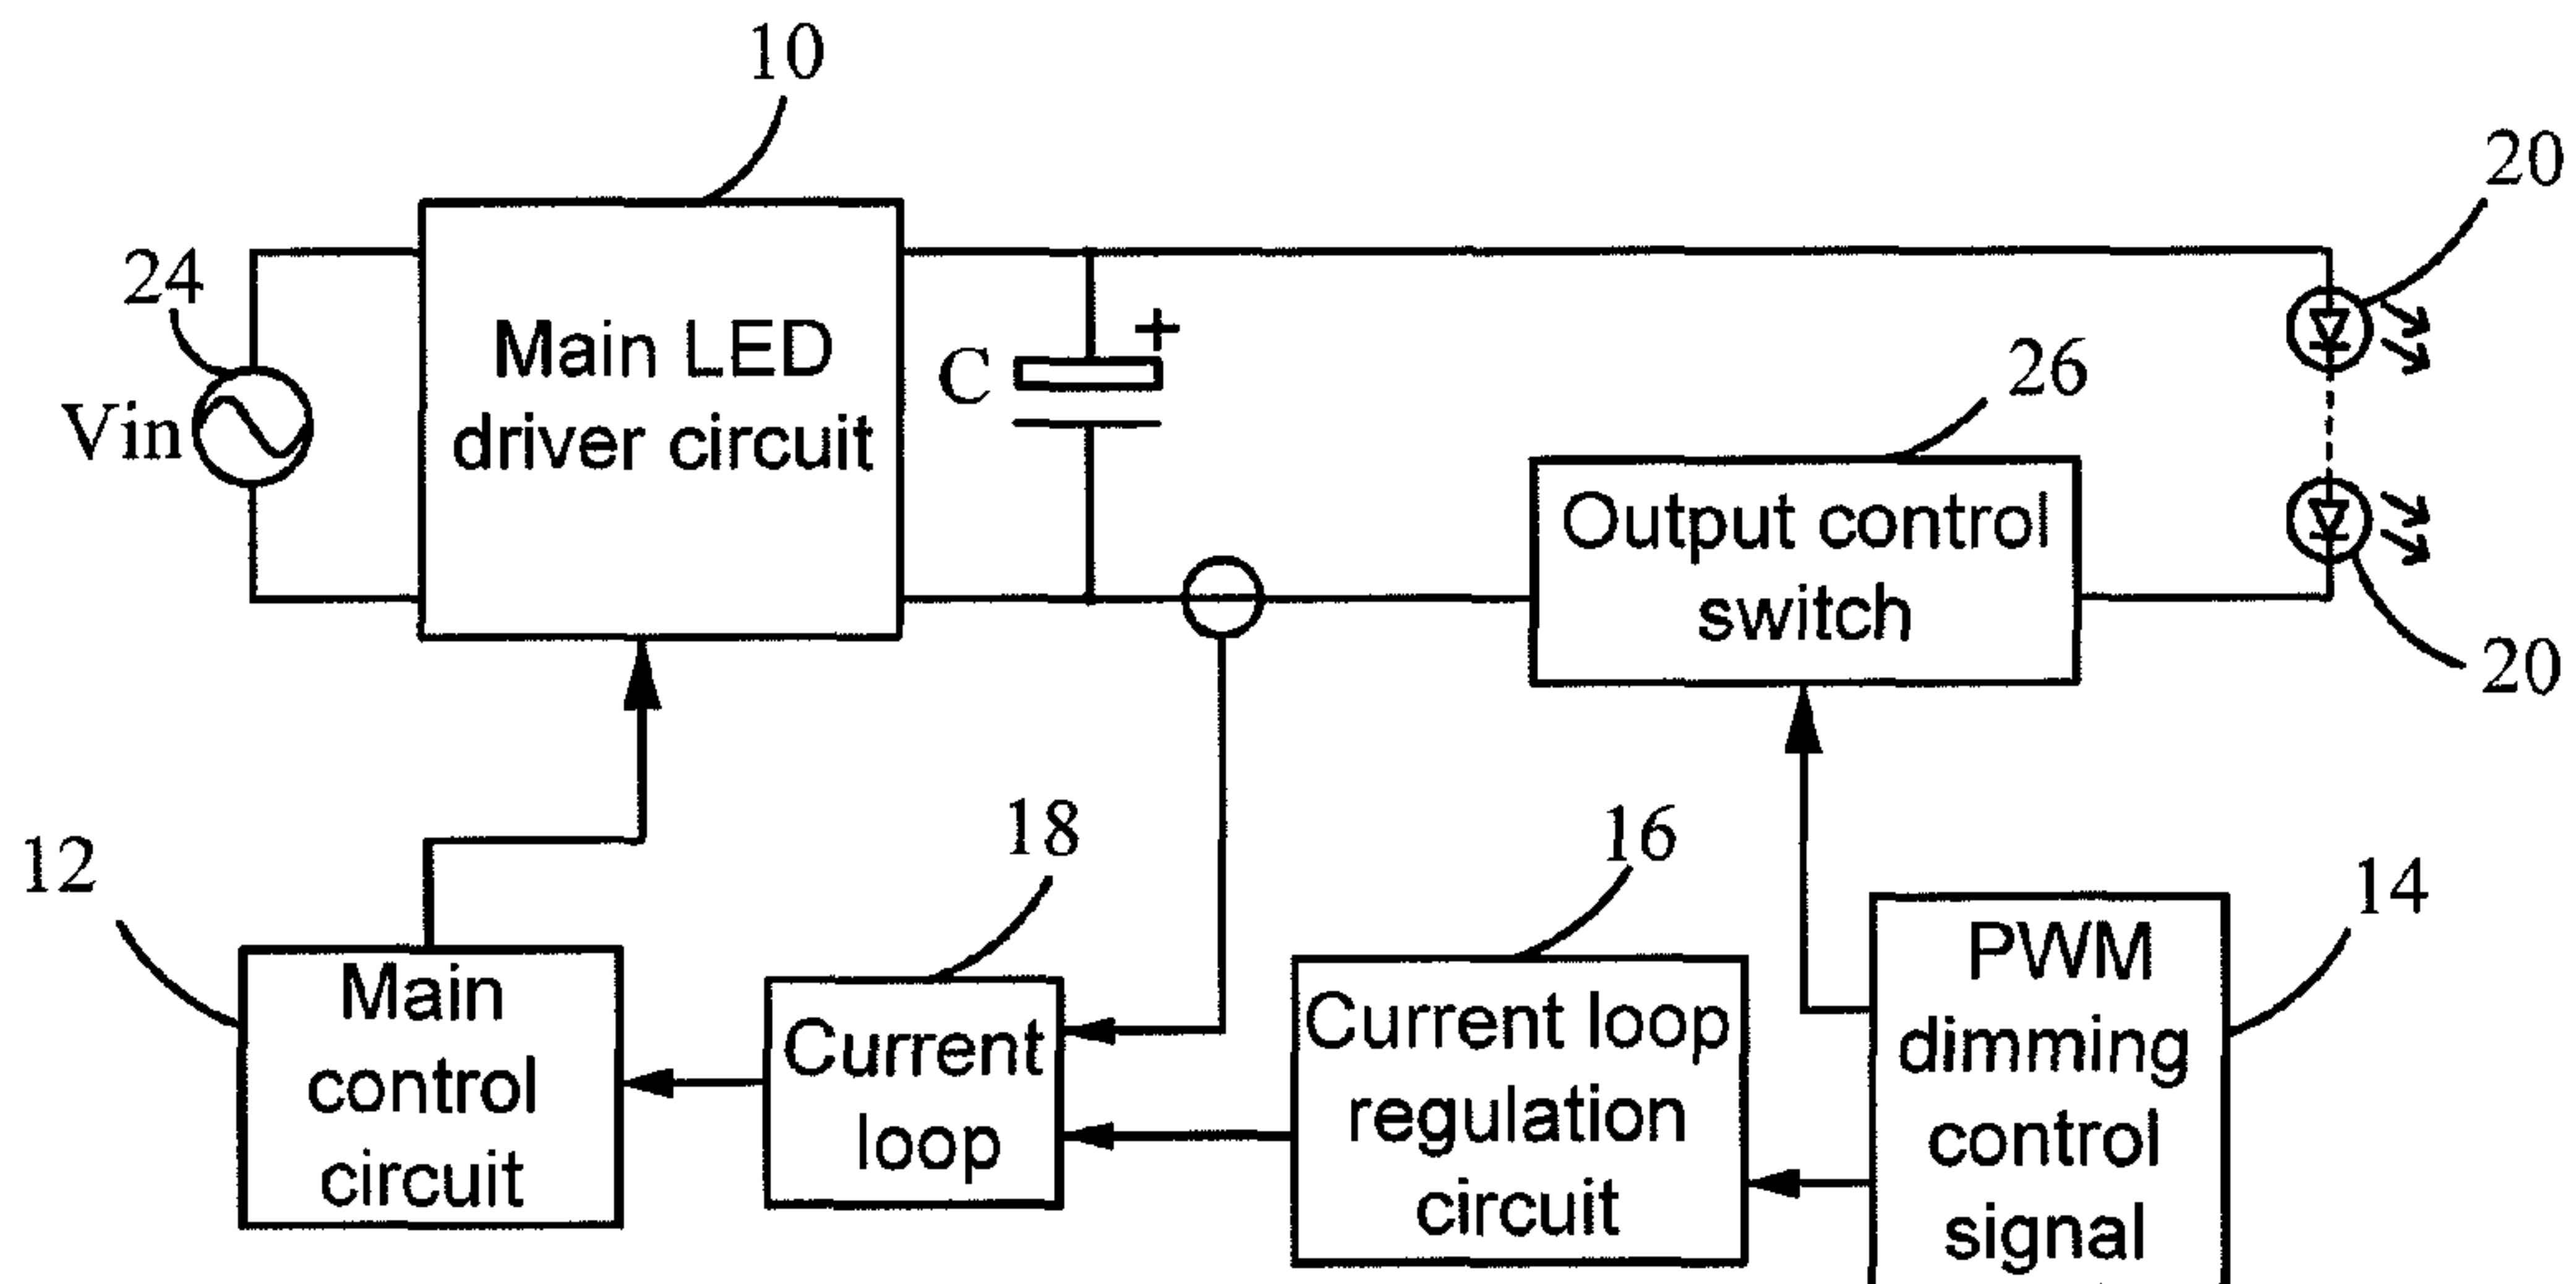 10
20
24
Main LED
driver circuit
+
C
Vin
26
Output control
switch
20
12
18
16
14
Main
control
circuit
Current
loop
Current loop
regulation
circuit
PWM
dimming
control
signal